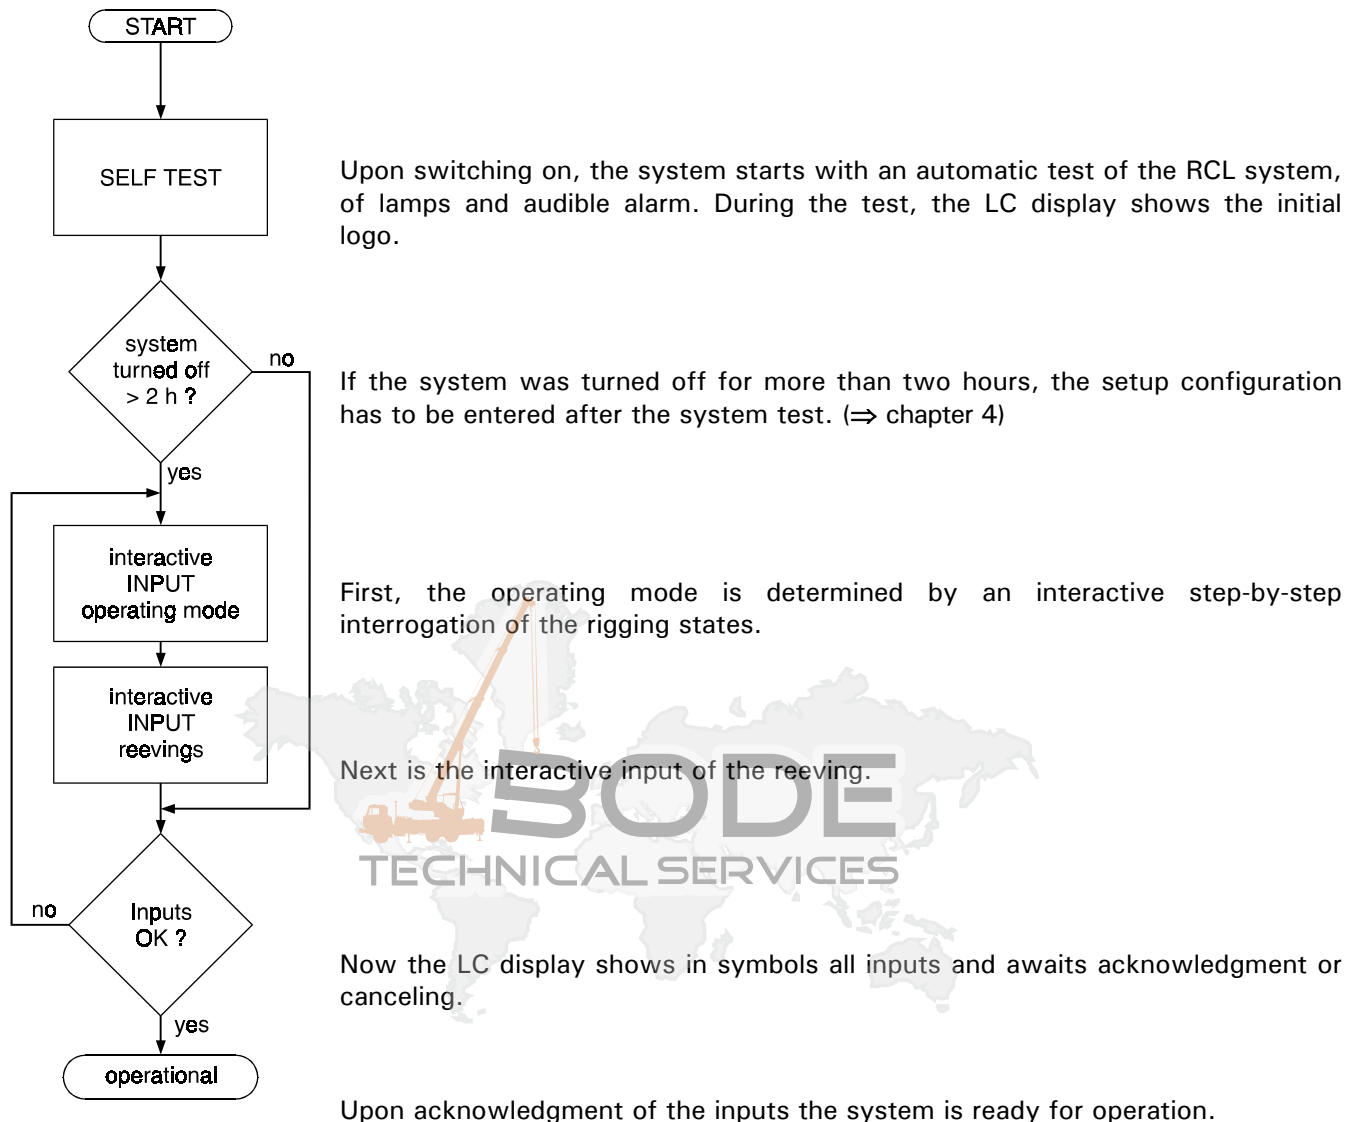 START
SELF TEST
Upon switching on, the system starts with an automatic test of the RCL system,
of lamps and audible alarm. During the test, the LC display shows the initial
logo.
system
turned off
> 2 h ?
no
If the system was turned off for more than two hours, the setup configuration
has to be entered after the system test. (⇒ chapter 4)
yes
interactive
INPUT
operating mode
First, the operating mode is determined by an interactive step-by-step
interrogation of the rigging states.
interactive
INPUT
reevings
Next is the interactive input of the reeving.
BODE
TECHNICAL SERVICES
no
Inputs
OK ?
Now the LC display shows in symbols all inputs and awaits acknowledgment or
canceling.
yes
operational
Upon acknowledgment of the inputs the system is ready for operation.